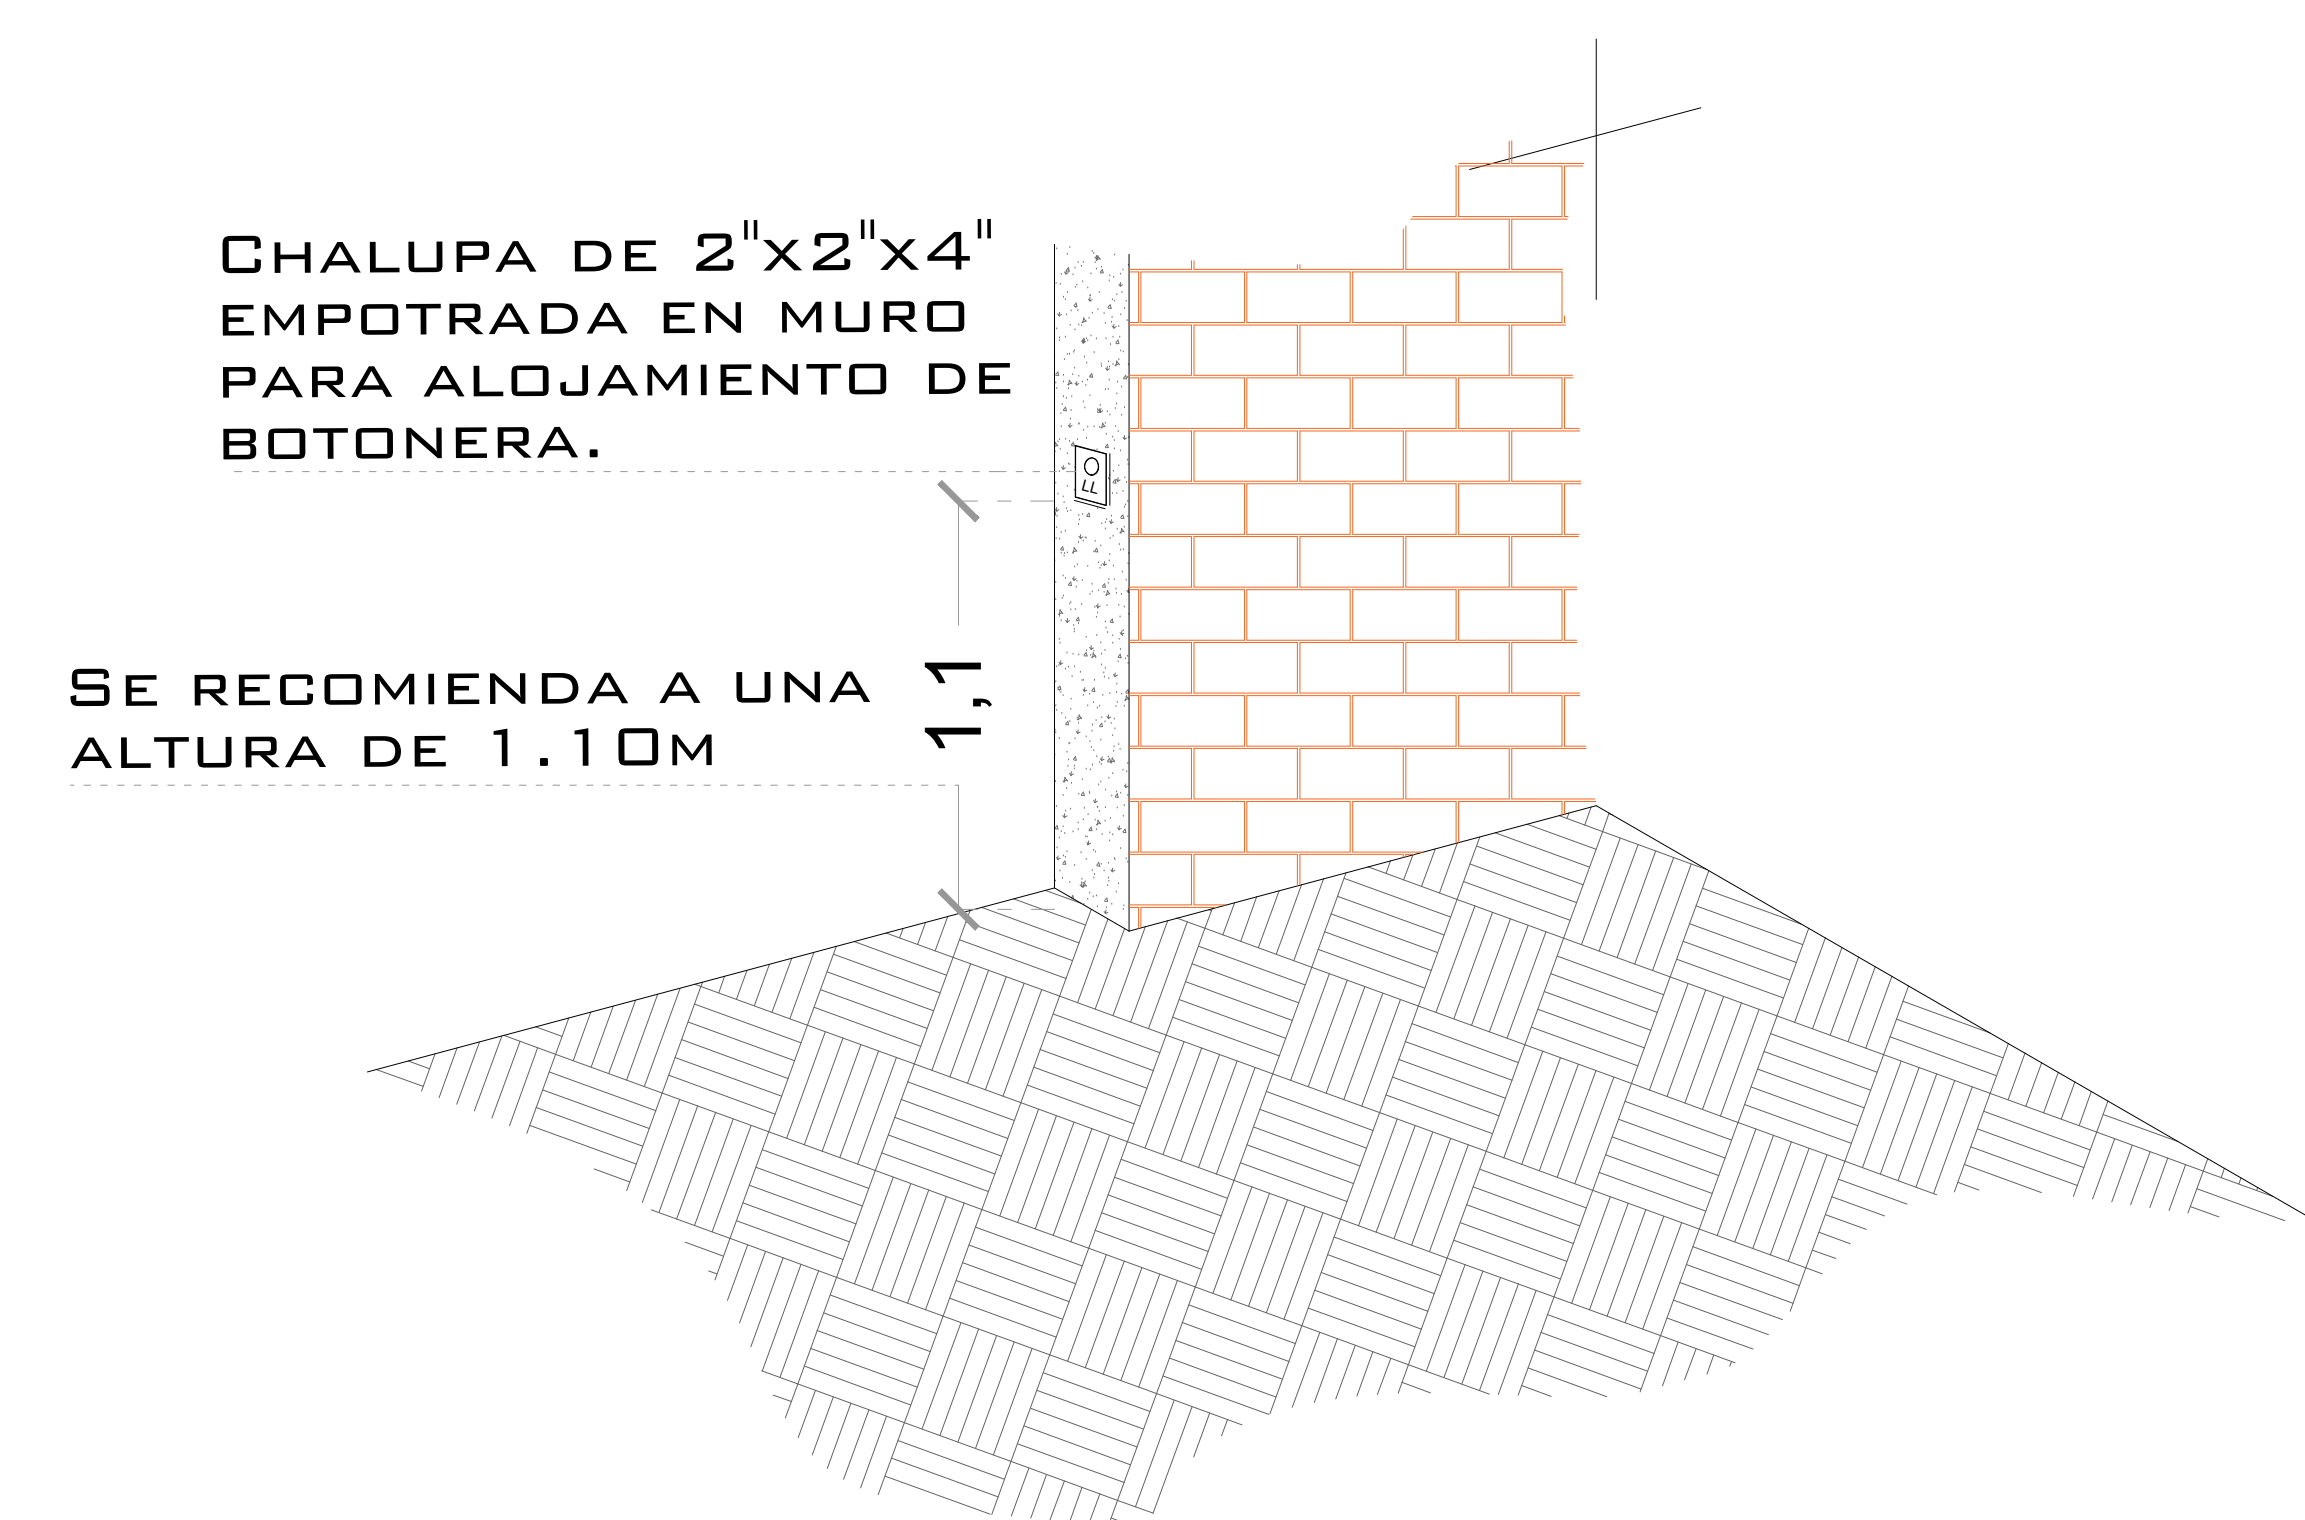 Chalupa de 2"x2"x4"
empotrada en muro
para alojamiento de
botonera.
Se recomienda a una
altura de 1.10m
1,1